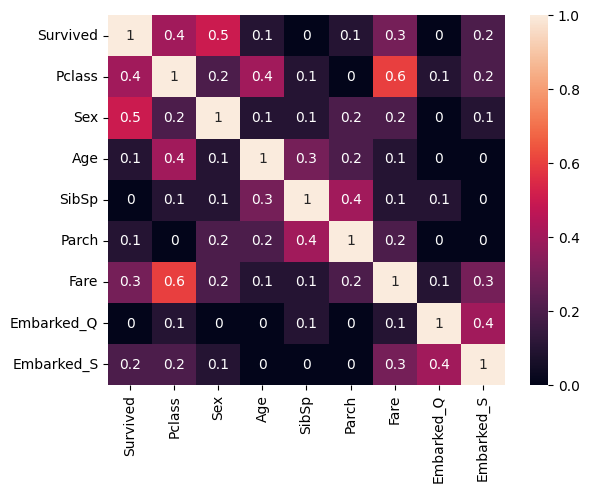 Survived 1 0.4 0.5 0.1 0 0.1 0.3 0 0.2
Pclass 0.4 1 0.2 0.4 0.1 0 0.6 0.1 0.2
Sex 0.5 0.2 1 0.1 0.1 0.2 0.2 0 0.1
Age 0.1 0.4 0.1 1 0.3 0.2 0.1 0 0
SibSp 0 0.1 0.1 0.3 1 0.4 0.1 0.1 0
Parch 0.1 0 0.2 0.2 0.4 1 0.2 0 0
Fare 0.3 0.6 0.2 0.1 0.1 0.2 1 0.1 0.3
Embarked_Q 0 0.1 0 0 0.1 0 0.1 1 0.4
Embarked_S 0.2 0.2 0.1 0 0 0 0.3 0.4 1
Survived
Pclass
Sex
Age
SibSp
Parch
Fare
Embarked_Q
Embarked_S
1.0
0.8
0.6
0.4
0.2
0.0